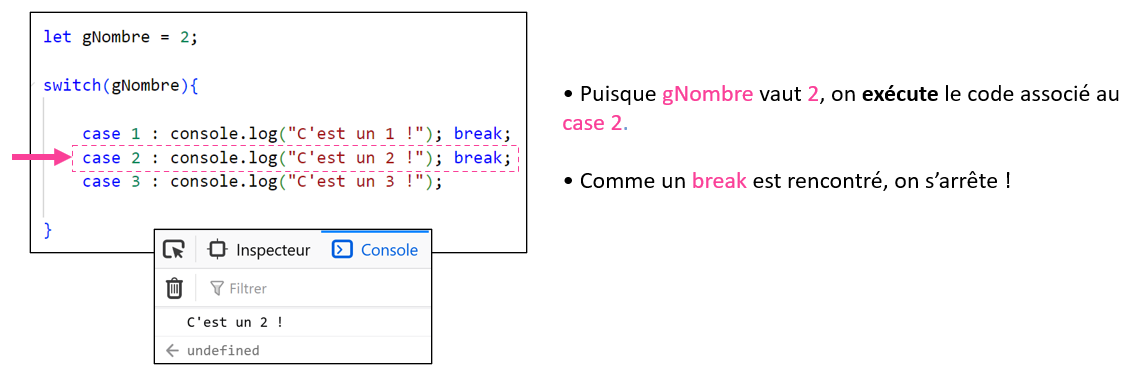 let gNombre = 2;
switch(gNombre){
case 1 : console.log("C'est un 1 !"); break;
case 2 : console.log("C'est un 2 !"); break;
case 3 : console.log("C'est un 3 !");
}
Inspecteur Console
Filtrer
C'est un 2 !
undefined
• Puisque gNombre vaut 2, on exécute le code associé au
case 2.
• Comme un break est rencontré, on s’arrête !